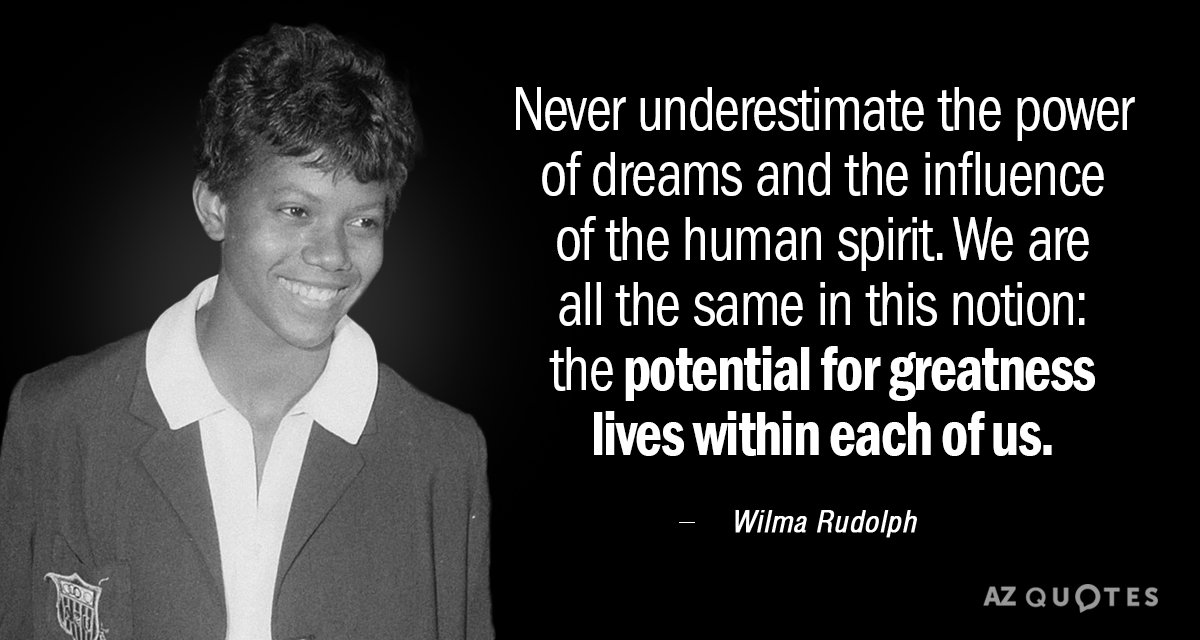 Never underestimate the power
of dreams and the influence
of the human spirit. We are
all the same in this notion:
the potential for greatness
lives within each of us.
– Wilma Rudolph
AZ QUOTES